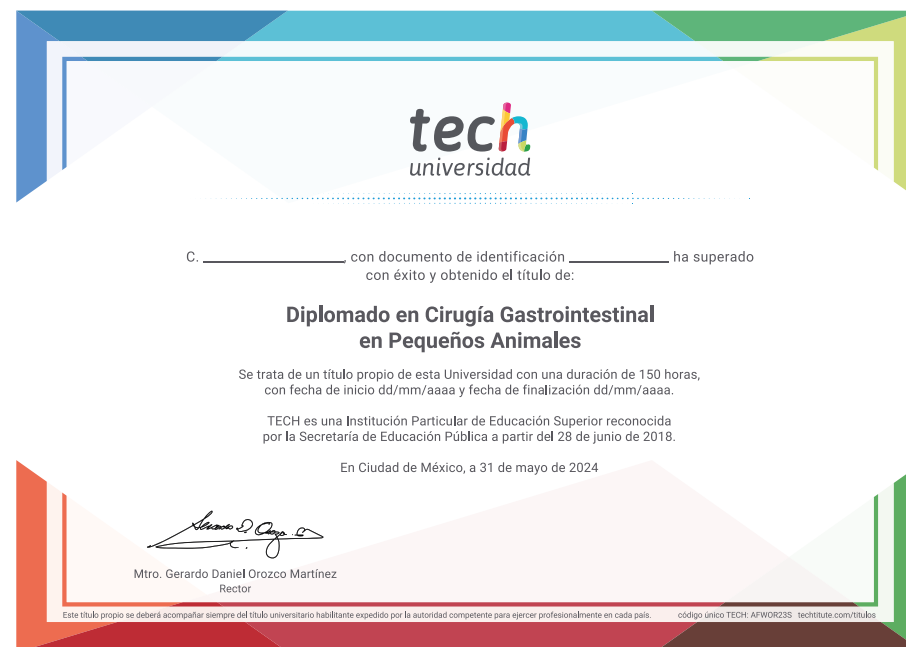 tech
universidad
C. ____________________, con documento de identificación ______________ ha superado
con éxito y obtenido el título de:
Diplomado en Cirugía Gastrointestinal
en Pequeños Animales
Se trata de un título propio de esta Universidad con una duración de 150 horas,
con fecha de inicio dd/mm/aaaa y fecha de finalización dd/mm/aaaa.
TECH es una Institución Particular de Educación Superior reconocida
por la Secretaría de Educación Pública a partir del 28 de junio de 2018.
En Ciudad de México, a 31 de mayo de 2024
Mtro. Gerardo Daniel Orozco Martínez
Rector
Este título propio se deberá acompañar siempre del título universitario habilitante expedido por la autoridad competente para ejercer profesionalmente en cada país. código único TECH: AFWOR23S techtitute.com/titulos